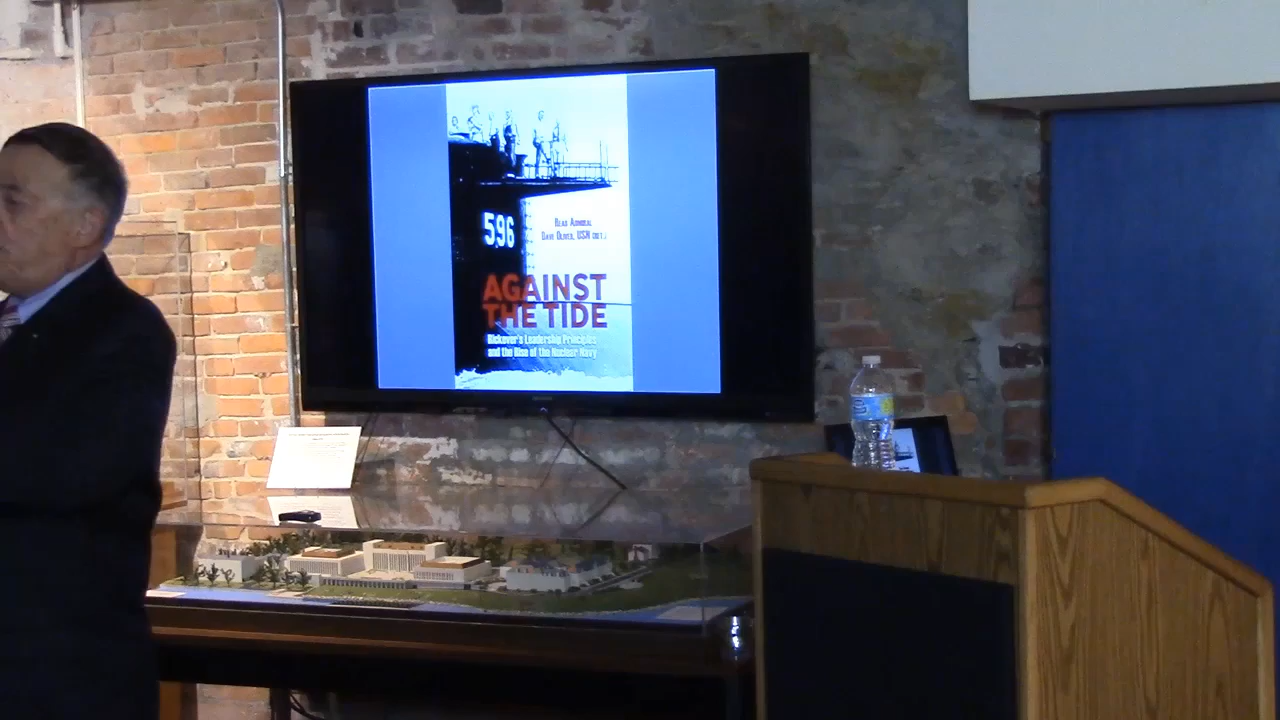 596
Rear Admiral
Dave Oliver, USN (Ret.)
AGAINST
THE TIDE
Rickover's Leadership Principles
and the Rise of the Nuclear Navy